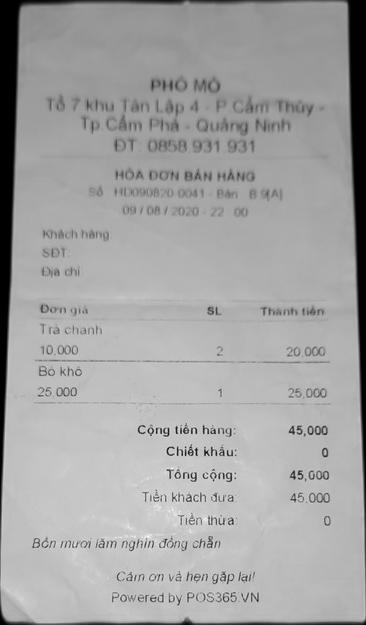 PHỐ MÒ
Tổ 7 khu Tân Lập 4 - P Cẩm Thủy -
Tp Cẩm Phả - Quảng Ninh
ĐT: 0858 931 931
HÓA ĐƠN BÁN HÀNG
Số HD090820.0041 - Bàn B 9(A)
09 / 08 / 2020 - 22 00
Khách hàng
SĐT:
Địa chỉ
Đơn giá SL Thành tiền
Trà chanh
10,000 2 20,000
Bò khô
25,000 1 25,000
Cộng tiền hàng: 45,000
Chiết khấu: 0
Tổng cộng: 45,000
Tiền khách đưa: 45,000
Tiền thừa: 0
Bốn mươi lăm nghìn đồng chẵn
Cảm ơn và hẹn gặp lại!
Powered by POS365.VN